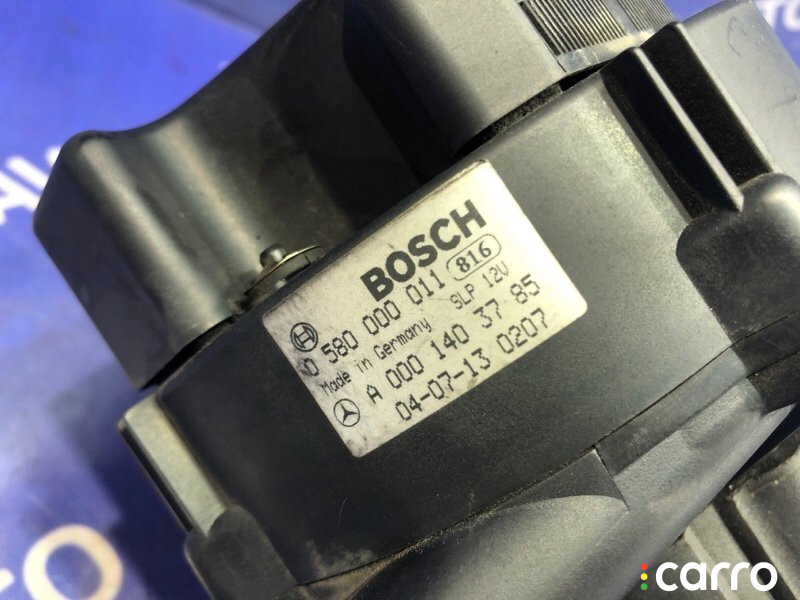 BOSCH
0 580 000 011 816
Made in Germany SLP 12V
A 000 140 37 85
04-07-13 0207
carro